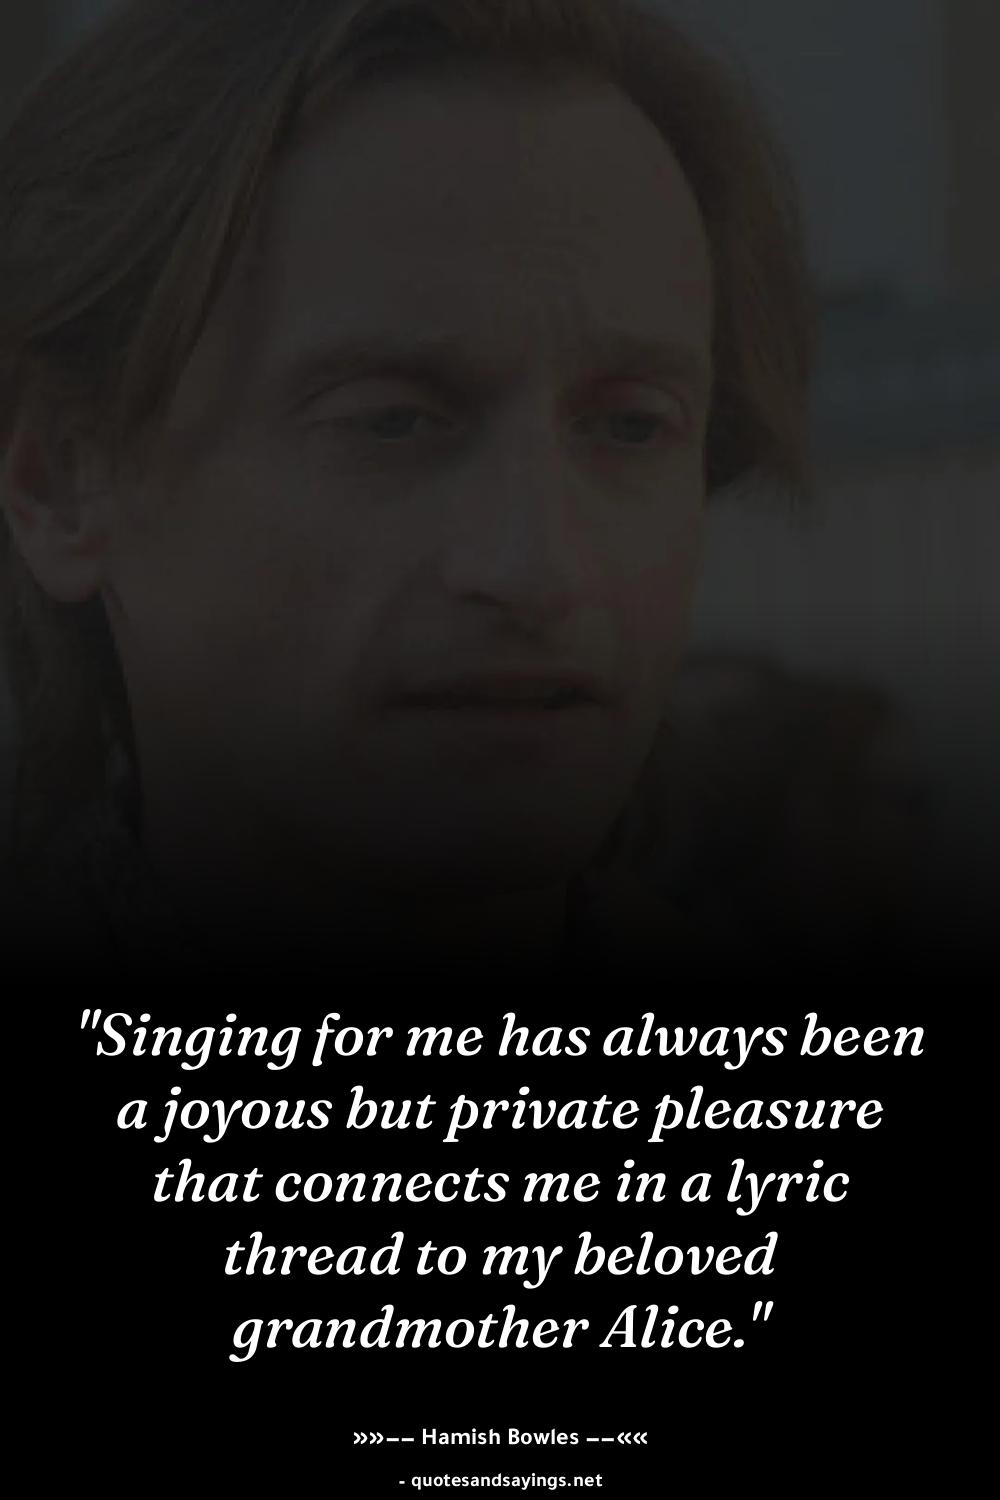 "Singing for me has always been
a joyous but private pleasure
that connects me in a lyric
thread to my beloved
grandmother Alice."
»»−− Hamish Bowles −−««
- quotesandsayings.net